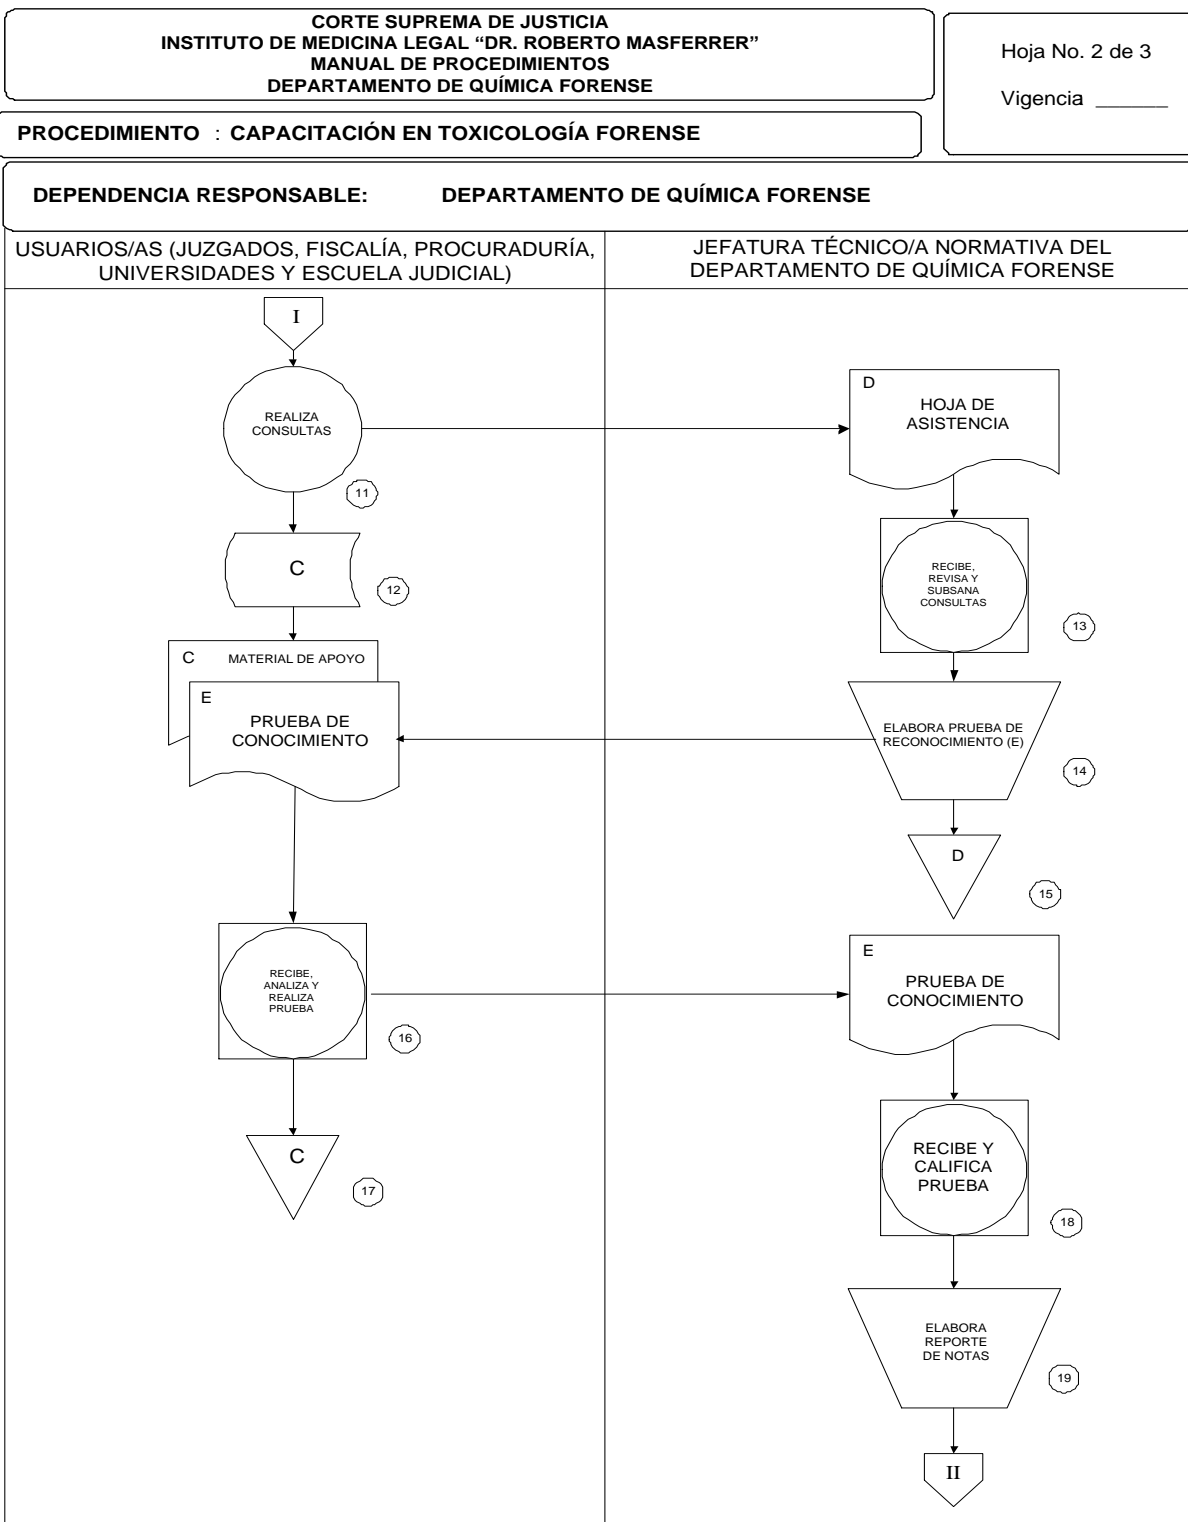 CORTE SUPREMA DE JUSTICIA
INSTITUTO DE MEDICINA LEGAL “DR. ROBERTO MASFERRER”
MANUAL DE PROCEDIMIENTOS
DEPARTAMENTO DE QUÍMICA FORENSE
Hoja No. 2 de 3
Vigencia ______
PROCEDIMIENTO : CAPACITACIÓN EN TOXICOLOGÍA FORENSE
DEPENDENCIA RESPONSABLE: DEPARTAMENTO DE QUÍMICA FORENSE
USUARIOS/AS (JUZGADOS, FISCALÍA, PROCURADURÍA,
UNIVERSIDADES Y ESCUELA JUDICIAL)
JEFATURA TÉCNICO/A NORMATIVA DEL
DEPARTAMENTO DE QUÍMICA FORENSE
I
REALIZA
CONSULTAS
11
D
HOJA DE
ASISTENCIA
C
12
RECIBE,
REVISA Y
SUBSANA
CONSULTAS
13
C MATERIAL DE APOYO
E
PRUEBA DE
CONOCIMIENTO
ELABORA PRUEBA DE
RECONOCIMIENTO (E)
14
D
15
RECIBE,
ANALIZA Y
REALIZA
PRUEBA
16
E
PRUEBA DE
CONOCIMIENTO
C
17
RECIBE Y
CALIFICA
PRUEBA
18
ELABORA
REPORTE
DE NOTAS
19
II